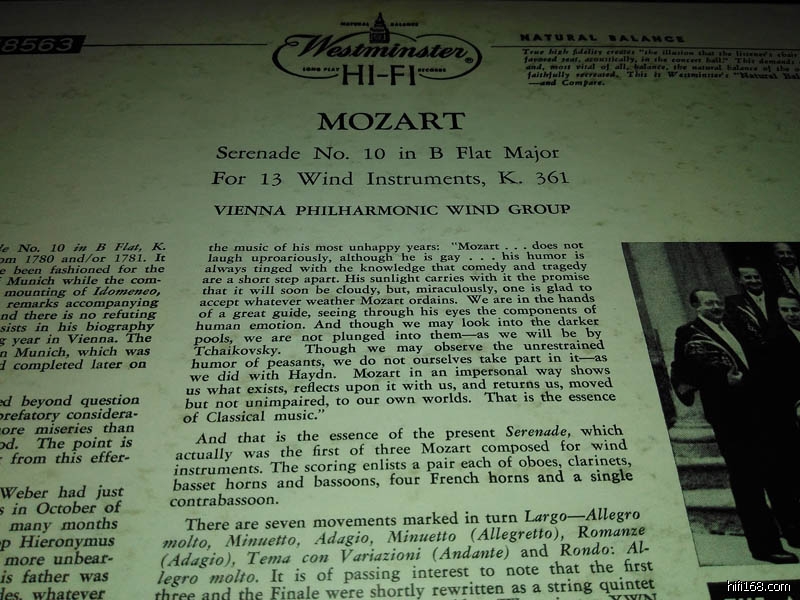 8563
NATURAL BALANCE
Westminster®
LONG PLAY RECORDS
HI-FI
NATURAL BALANCE
True high fidelity creates "the illusion that the listener's chair
favored seat, acoustically, in the concert hall." This demands
and, most vital of all, balance, the natural balance of the
faithfully recreated. This is Westminster's "Natural Bal
—and Compare.
MOZART
Serenade No. 10 in B Flat Major
For 13 Wind Instruments, K. 361
VIENNA PHILHARMONIC WIND GROUP
de No. 10 in B Flat, K.
om 1780 and/or 1781. It
e been fashioned for the
Munich while the com-
mounting of Idomeneo,
remarks accompanying
nd there is no refuting
sists in his biography
g year in Vienna. The
n Munich, which was
d completed later on
ed beyond question
prefatory considera-
ore miseries than
od. The point is
from this effer-
Weber had just
s in October of
many months
op Hieronymus
more unbear-
is father was
des, whatever
the music of his most unhappy years: "Mozart . . . does not
laugh uproariously, although he is gay . . . his humor is
always tinged with the knowledge that comedy and tragedy
are a short step apart. His sunlight carries with it the promise
that it will soon be cloudy, but, miraculously, one is glad to
accept whatever weather Mozart ordains. We are in the hands
of a great guide, seeing through his eyes the components of
human emotion. And though we may look into the darker
pools, we are not plunged into them—as we will be by
Tchaikovsky. Though we may observe the unrestrained
humor of peasants, we do not ourselves take part in it—as
we did with Haydn. Mozart in an impersonal way shows
us what exists, reflects upon it with us, and returns us, moved
but not unimpaired, to our own worlds. That is the essence
of Classical music."
And that is the essence of the present Serenade, which
actually was the first of three Mozart composed for wind
instruments. The scoring enlists a pair each of oboes, clarinets,
basset horns and bassoons, four French horns and a single
contrabassoon.
There are seven movements marked in turn Largo—Allegro
molto, Minuetto, Adagio, Minuetto (Allegretto), Romanze
(Adagio), Tema con Variazioni (Andante) and Rondo: Al-
legro molto. It is of passing interest to note that the first
three and the Finale were shortly rewritten as a string quintet
hifi168.com